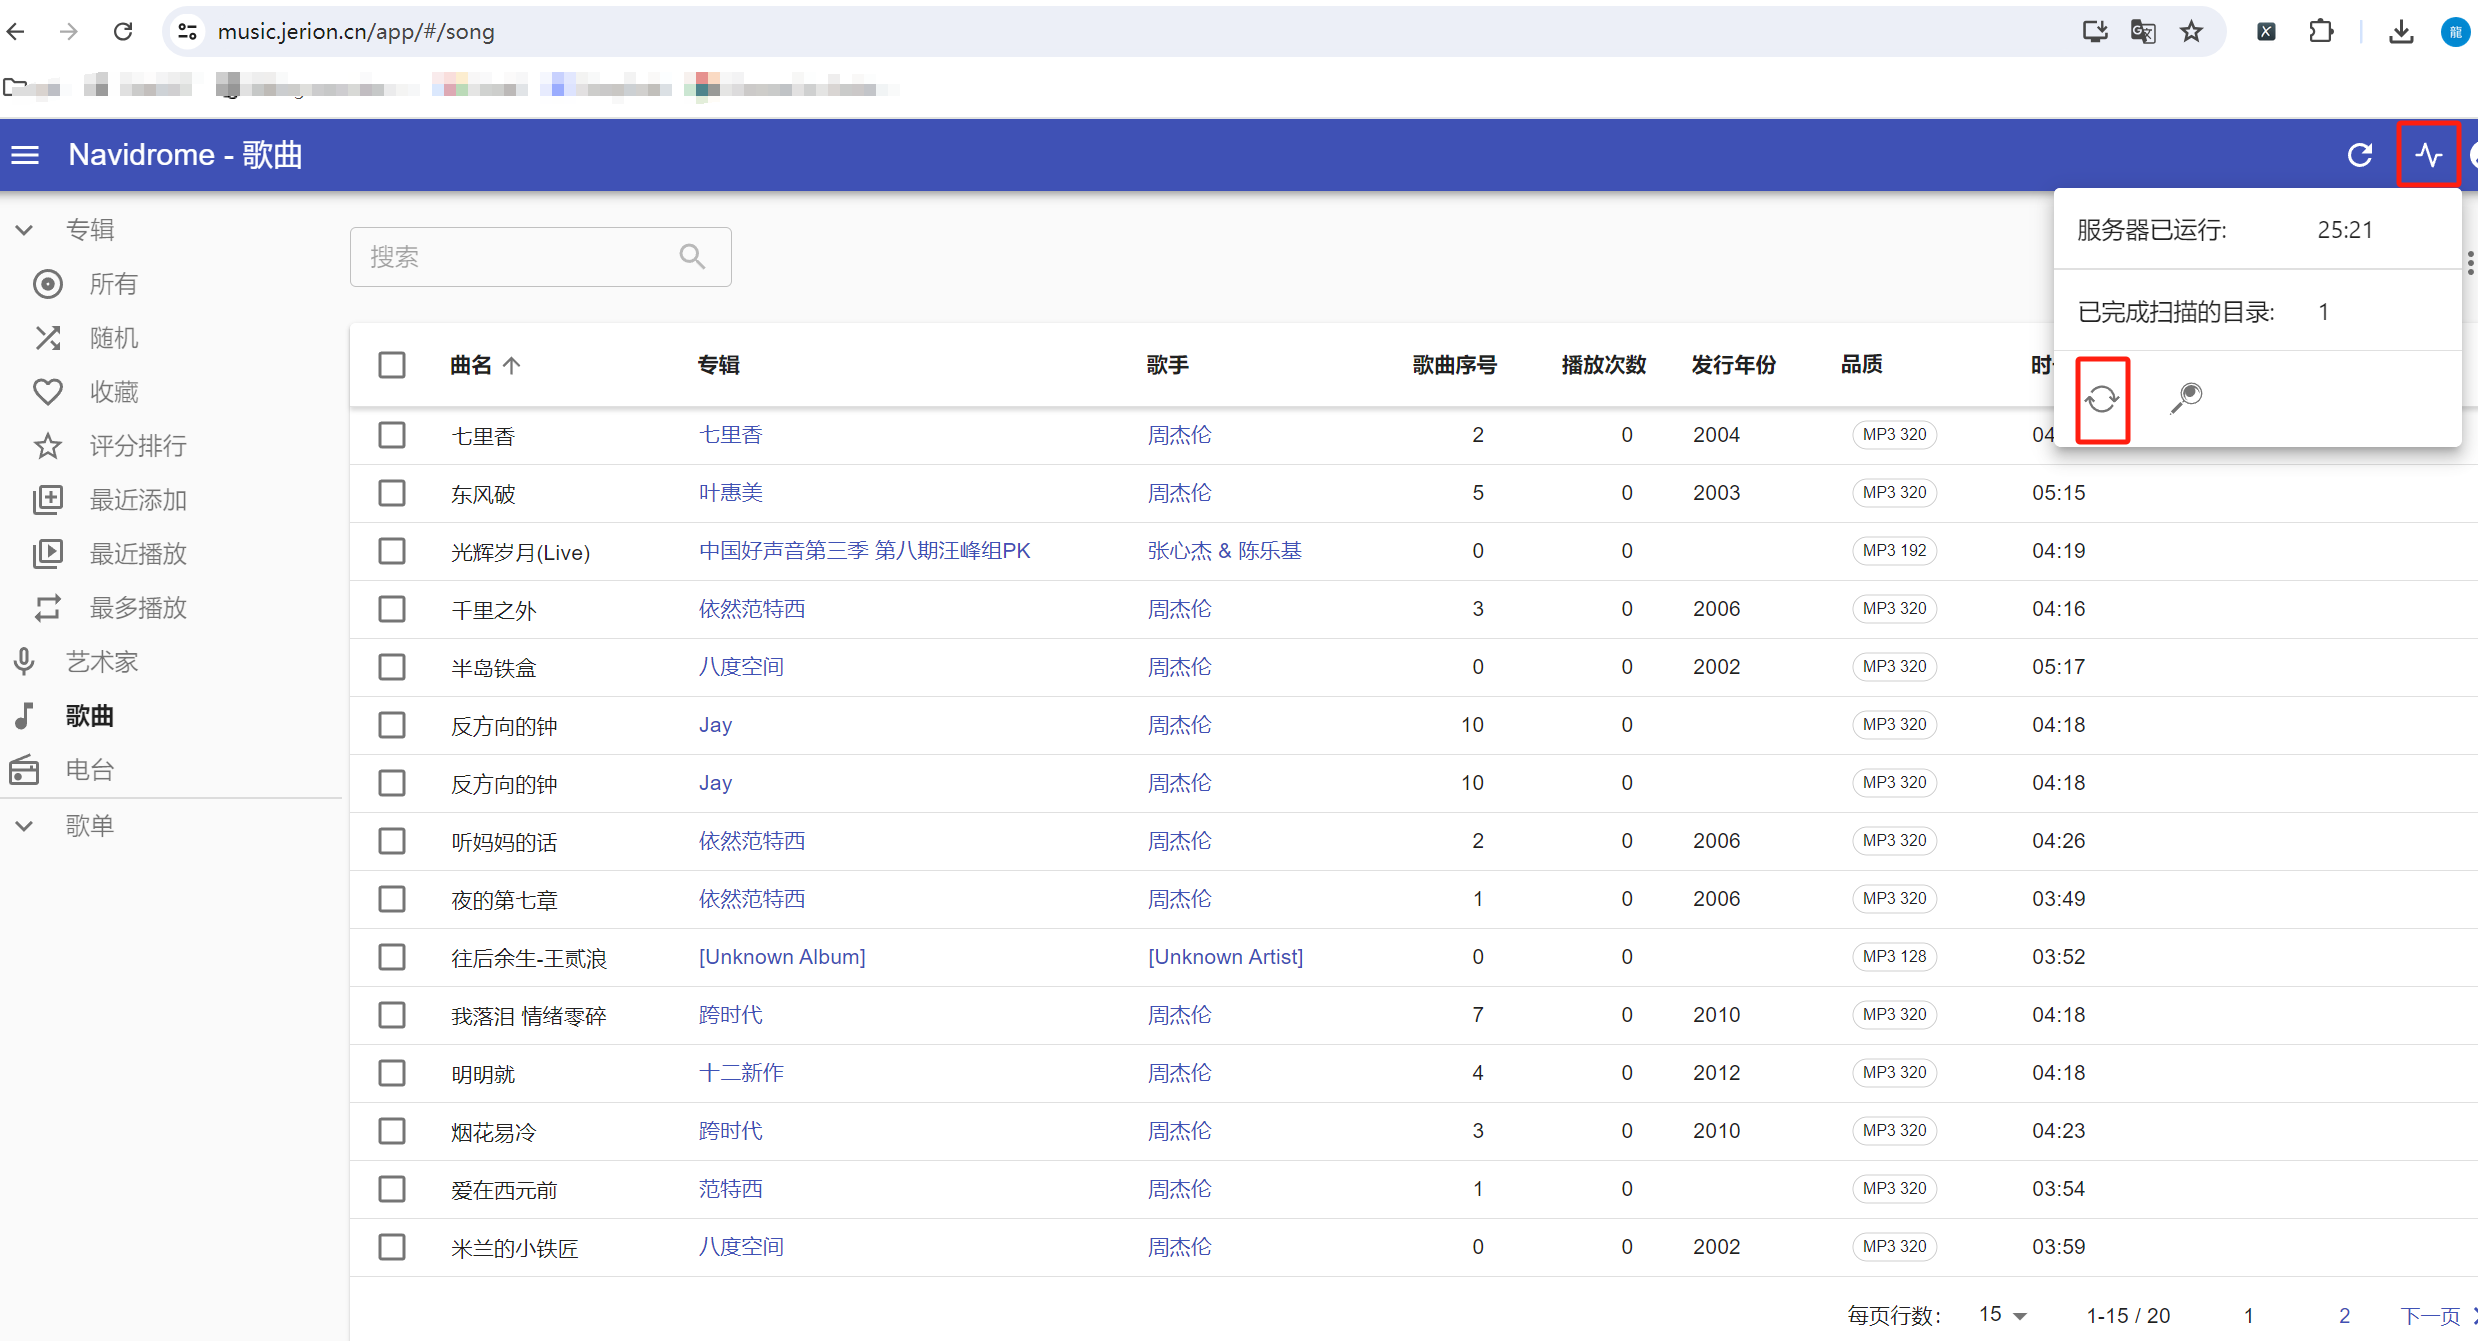 music.jerion.cn/app/#/song
龍
Navidrome - 歌曲
服务器已运行: 25:21
已完成扫描的目录: 1
专辑
所有
随机
收藏
评分排行
最近添加
最近播放
最多播放
艺术家
歌曲
电台
歌单
搜索
曲名 专辑 歌手 歌曲序号 播放次数 发行年份 品质
七里香 七里香 周杰伦 2 0 2004 MP3 320 04
东风破 叶惠美 周杰伦 5 0 2003 MP3 320 05:15
光辉岁月(Live) 中国好声音第三季 第八期汪峰组PK 张心杰 & 陈乐基 0 0 MP3 192 04:19
千里之外 依然范特西 周杰伦 3 0 2006 MP3 320 04:16
半岛铁盒 八度空间 周杰伦 0 0 2002 MP3 320 05:17
反方向的钟 Jay 周杰伦 10 0 MP3 320 04:18
反方向的钟 Jay 周杰伦 10 0 MP3 320 04:18
听妈妈的话 依然范特西 周杰伦 2 0 2006 MP3 320 04:26
夜的第七章 依然范特西 周杰伦 1 0 2006 MP3 320 03:49
往后余生-王贰浪 [Unknown Album] [Unknown Artist] 0 0 MP3 128 03:52
我落泪 情绪零碎 跨时代 周杰伦 7 0 2010 MP3 320 04:18
明明就 十二新作 周杰伦 4 0 2012 MP3 320 04:18
烟花易冷 跨时代 周杰伦 3 0 2010 MP3 320 04:23
爱在西元前 范特西 周杰伦 1 0 MP3 320 03:54
米兰的小铁匠 八度空间 周杰伦 0 0 2002 MP3 320 03:59
每页行数: 15 1-15 / 20 1 2 下一页